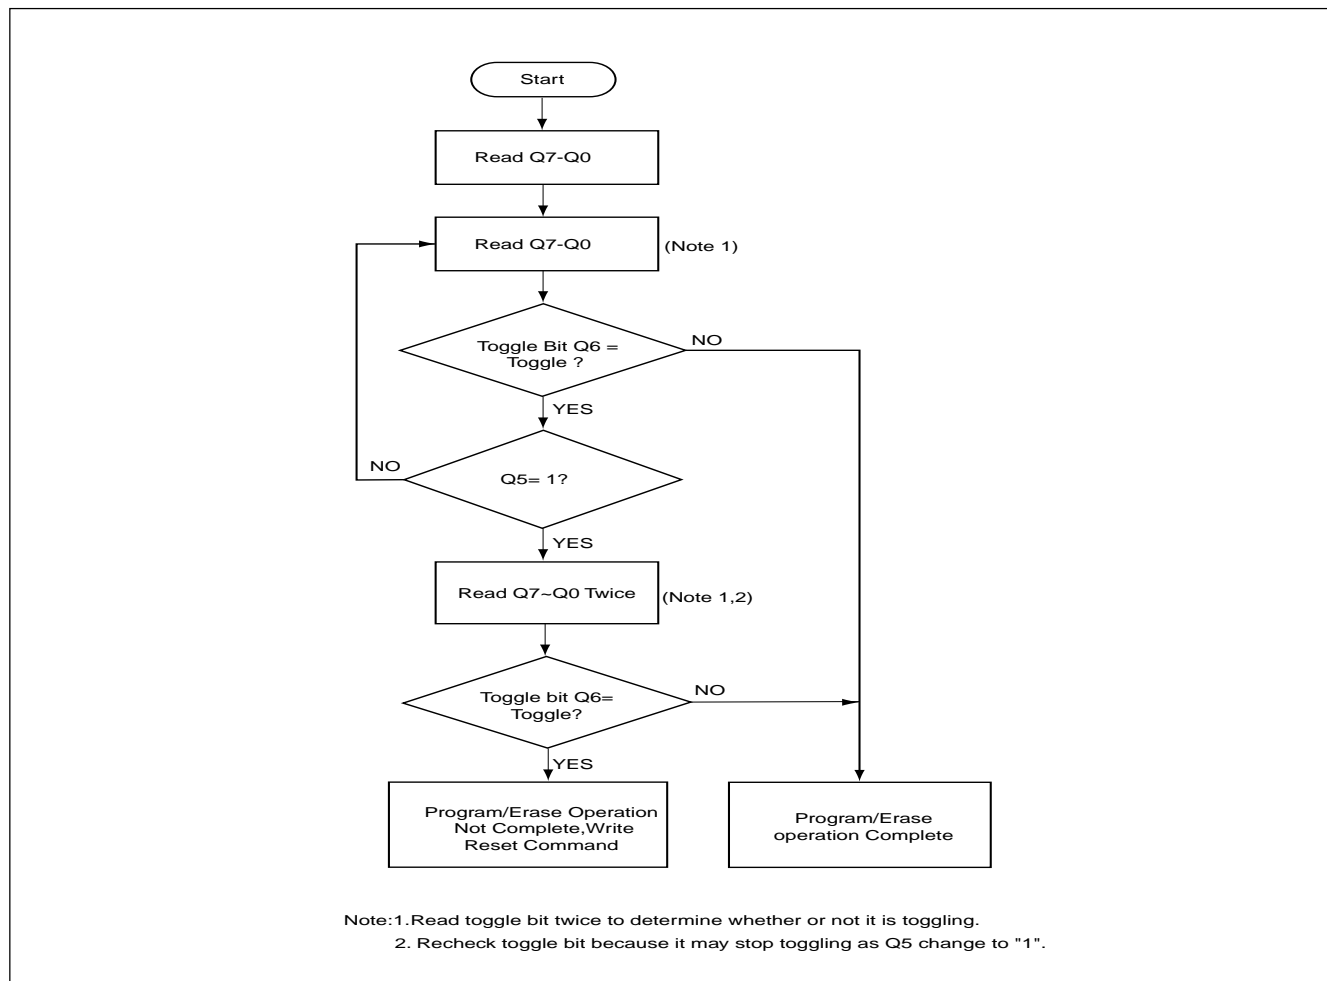 Start
Read Q7-Q0
Read Q7-Q0
(Note 1)
Toggle Bit Q6 =
Toggle ?
NO
YES
NO
Q5= 1?
YES
Read Q7~Q0 Twice
(Note 1,2)
Toggle bit Q6=
Toggle?
NO
YES
Program/Erase Operation
Not Complete,Write
Reset Command
Program/Erase
operation Complete
Note:1.Read toggle bit twice to determine whether or not it is toggling.
2. Recheck toggle bit because it may stop toggling as Q5 change to "1".